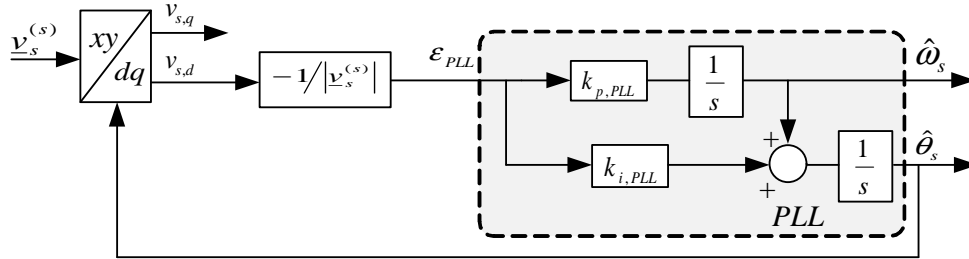 v_s^(s)
xy
dq
v_s,q
v_s,d
−1/|v_s^(s)|
ε_PLL
k_p,PLL
1/s
ω̂_s
+
+
k_i,PLL
1/s
θ̂_s
PLL